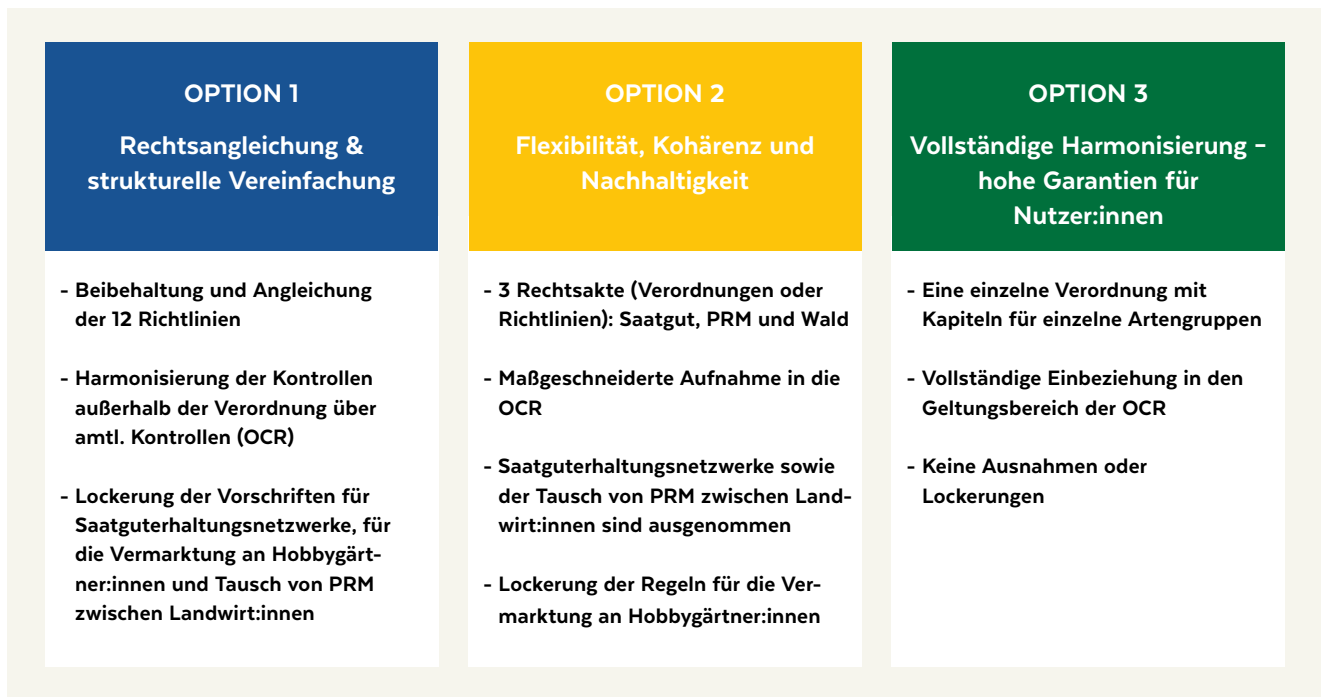 OPTION 1
Rechtsangleichung &
strukturelle Vereinfachung
- Beibehaltung und Angleichung
der 12 Richtlinien
- Harmonisierung der Kontrollen
außerhalb der Verordnung über
amtl. Kontrollen (OCR)
- Lockerung der Vorschriften für
Saatguterhaltungsnetzwerke, für
die Vermarktung an Hobbygärt-
ner:innen und Tausch von PRM
zwischen Landwirt:innen
OPTION 2
Flexibilität, Kohärenz und
Nachhaltigkeit
- 3 Rechtsakte (Verordnungen oder
Richtlinien): Saatgut, PRM und Wald
- Maßgeschneiderte Aufnahme in die
OCR
- Saatguterhaltungsnetzwerke sowie
der Tausch von PRM zwischen Land-
wirt:innen sind ausgenommen
- Lockerung der Regeln für die Ver-
marktung an Hobbygärtner:innen
OPTION 3
Vollständige Harmonisierung –
hohe Garantien für
Nutzer:innen
- Eine einzelne Verordnung mit
Kapiteln für einzelne Artengruppen
- Vollständige Einbeziehung in den
Geltungsbereich der OCR
- Keine Ausnahmen oder
Lockerungen